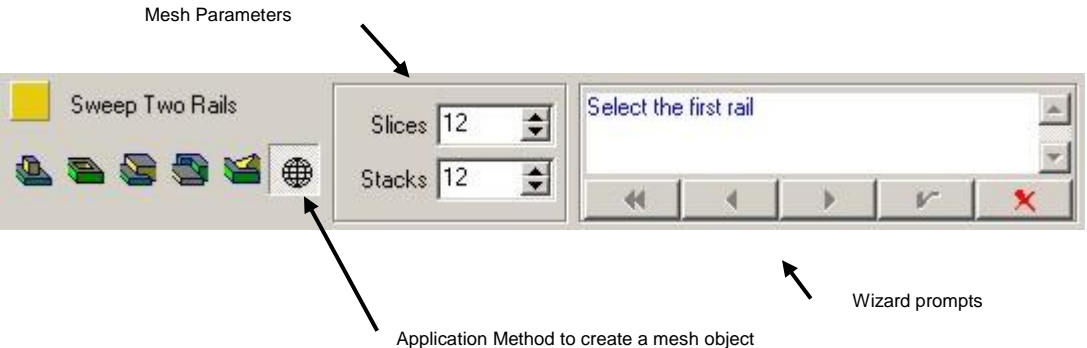 Mesh Parameters
Sweep Two Rails
Slices 12
Stacks 12
Select the first rail
Wizard prompts
Application Method to create a mesh object